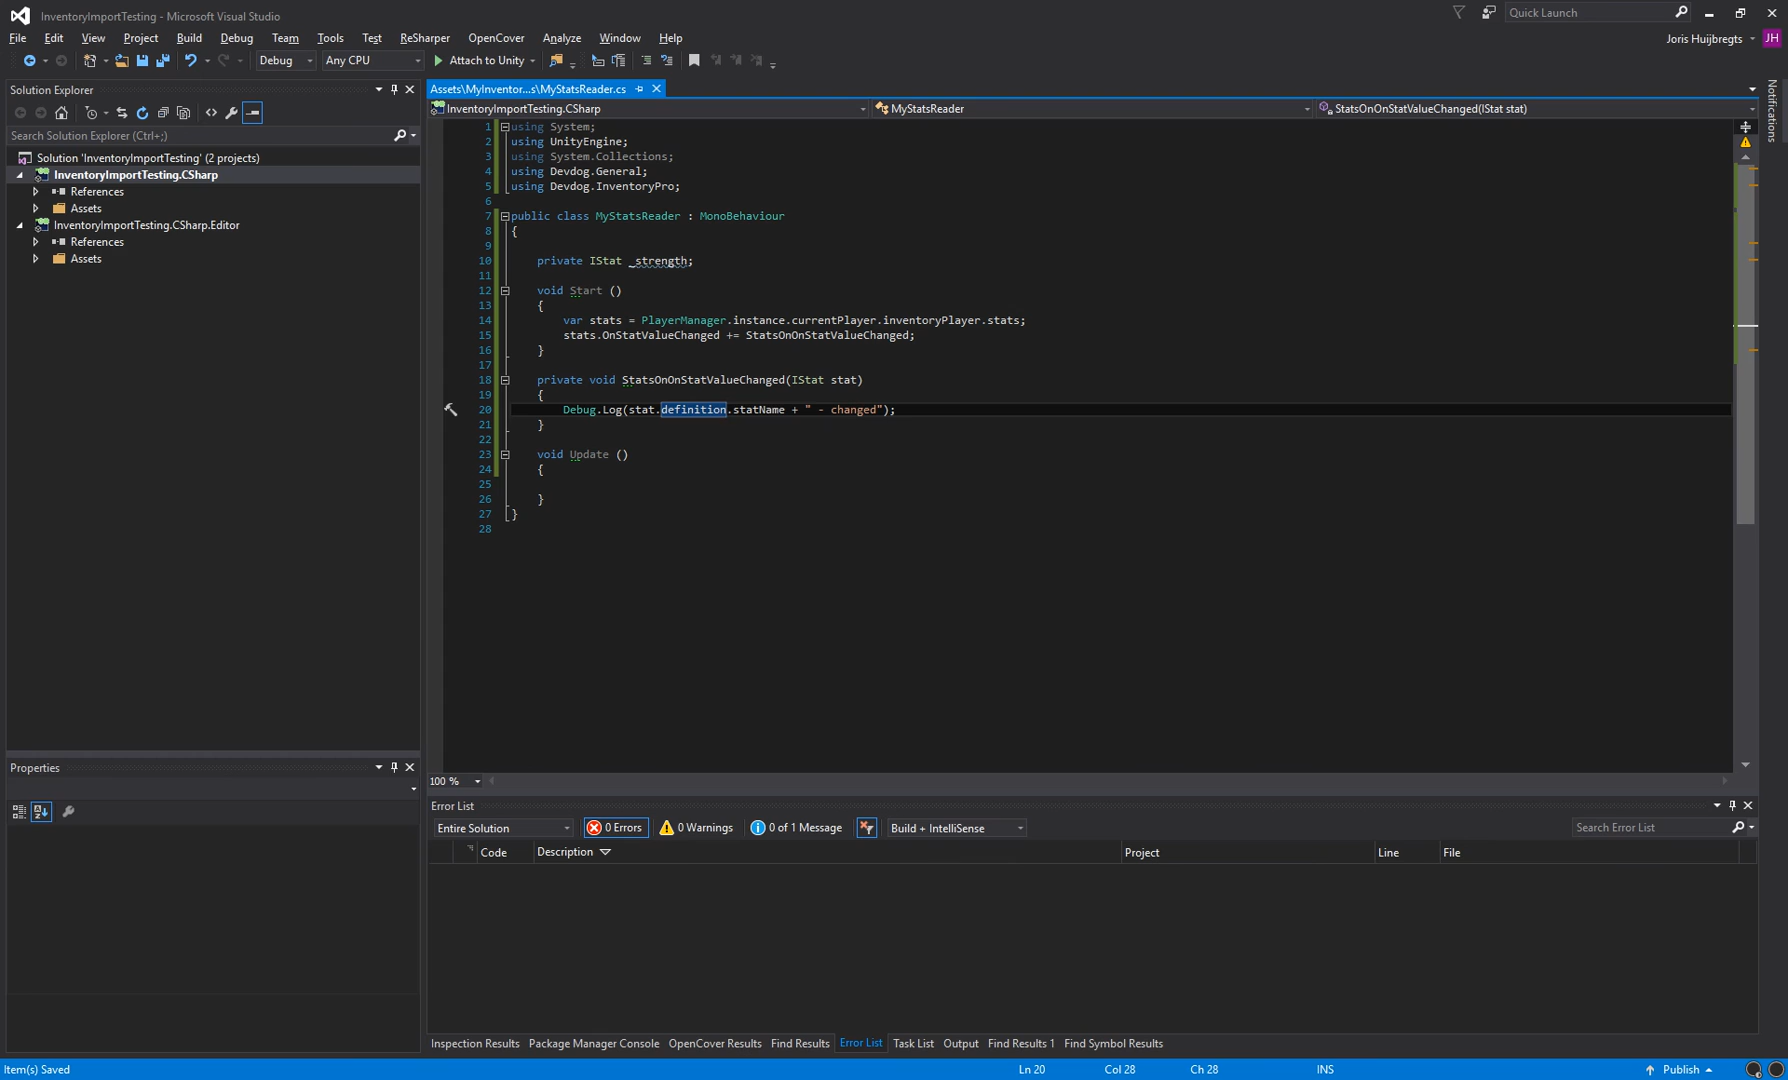 InventoryImportTesting - Microsoft Visual Studio
Quick Launch
File Edit View Project Build Debug Team Tools Test ReSharper OpenCover Analyze Window Help
Joris Huijbregts JH
Debug Any CPU Attach to Unity
Solution Explorer
Search Solution Explorer (Ctrl+;)
Solution 'InventoryImportTesting' (2 projects)
InventoryImportTesting.CSharp
References
Assets
InventoryImportTesting.CSharp.Editor
References
Assets
Properties
Assets\MyInventor...s\MyStatsReader.cs
InventoryImportTesting.CSharp MyStatsReader StatsOnOnStatValueChanged(IStat stat)
Notifications
1 using System;
2 using UnityEngine;
3 using System.Collections;
4 using Devdog.General;
5 using Devdog.InventoryPro;
6
7 public class MyStatsReader : MonoBehaviour
8 {
9
10 private IStat _strength;
11
12 void Start ()
13 {
14 var stats = PlayerManager.instance.currentPlayer.inventoryPlayer.stats;
15 stats.OnStatValueChanged += StatsOnOnStatValueChanged;
16 }
17
18 private void StatsOnOnStatValueChanged(IStat stat)
19 {
20 Debug.Log(stat.definition.statName + " - changed");
21 }
22
23 void Update ()
24 {
25
26 }
27 }
28
100 %
Error List
Entire Solution 0 Errors 0 Warnings 0 of 1 Message Build + IntelliSense Search Error List
Code Description Project Line File
Inspection Results Package Manager Console OpenCover Results Find Results Error List Task List Output Find Results 1 Find Symbol Results
Item(s) Saved Ln 20 Col 28 Ch 28 INS Publish